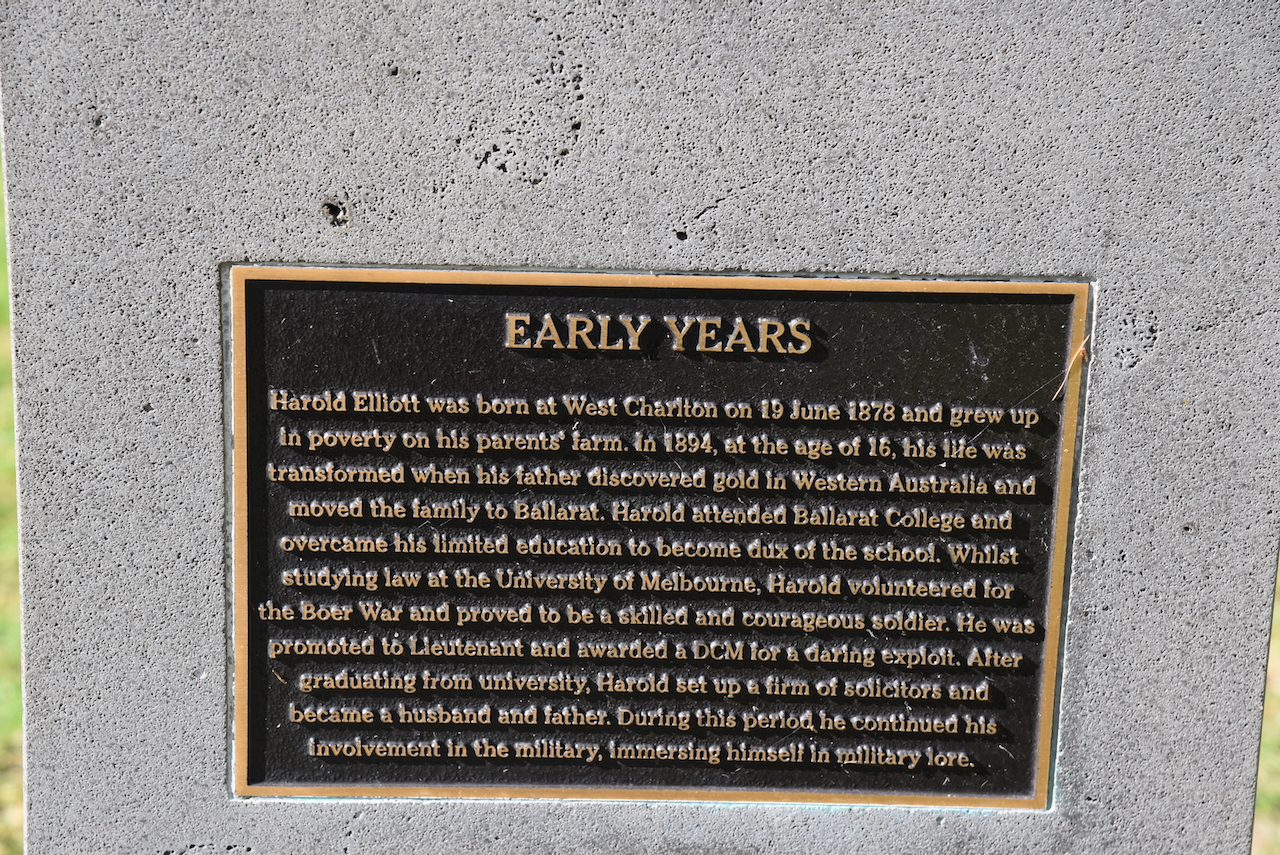 EARLY YEARS
Harold Elliott was born at West Charlton on 19 June 1878 and grew up
in poverty on his parents' farm. In 1894, at the age of 16, his life was
transformed when his father discovered gold in Western Australia and
moved the family to Ballarat. Harold attended Ballarat College and
overcame his limited education to become dux of the school. Whilst
studying law at the University of Melbourne, Harold volunteered for
the Boer War and proved to be a skilled and courageous soldier. He was
promoted to Lieutenant and awarded a DCM for a daring exploit. After
graduating from university, Harold set up a firm of solicitors and
became a husband and father. During this period he continued his
involvement in the military, immersing himself in military lore.